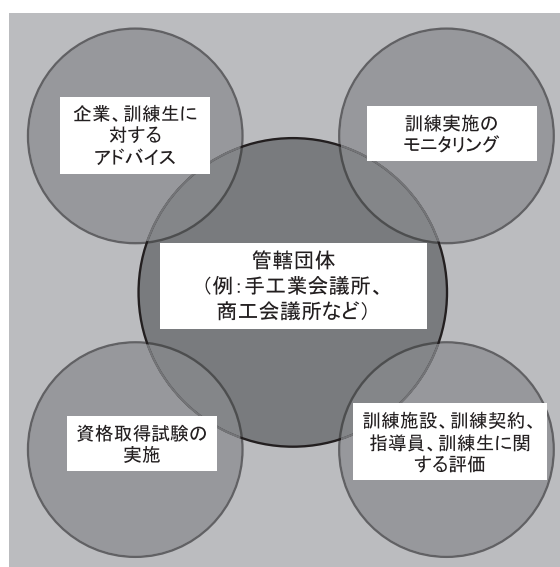 企業、訓練生に
対する
アドバイス
訓練実施の
モニタリング
管轄団体
（例：手工業会議所、
商工会議所など）
資格取得試験の
実施
訓練施設、訓練契約、
指導員、訓練生に関
する評価